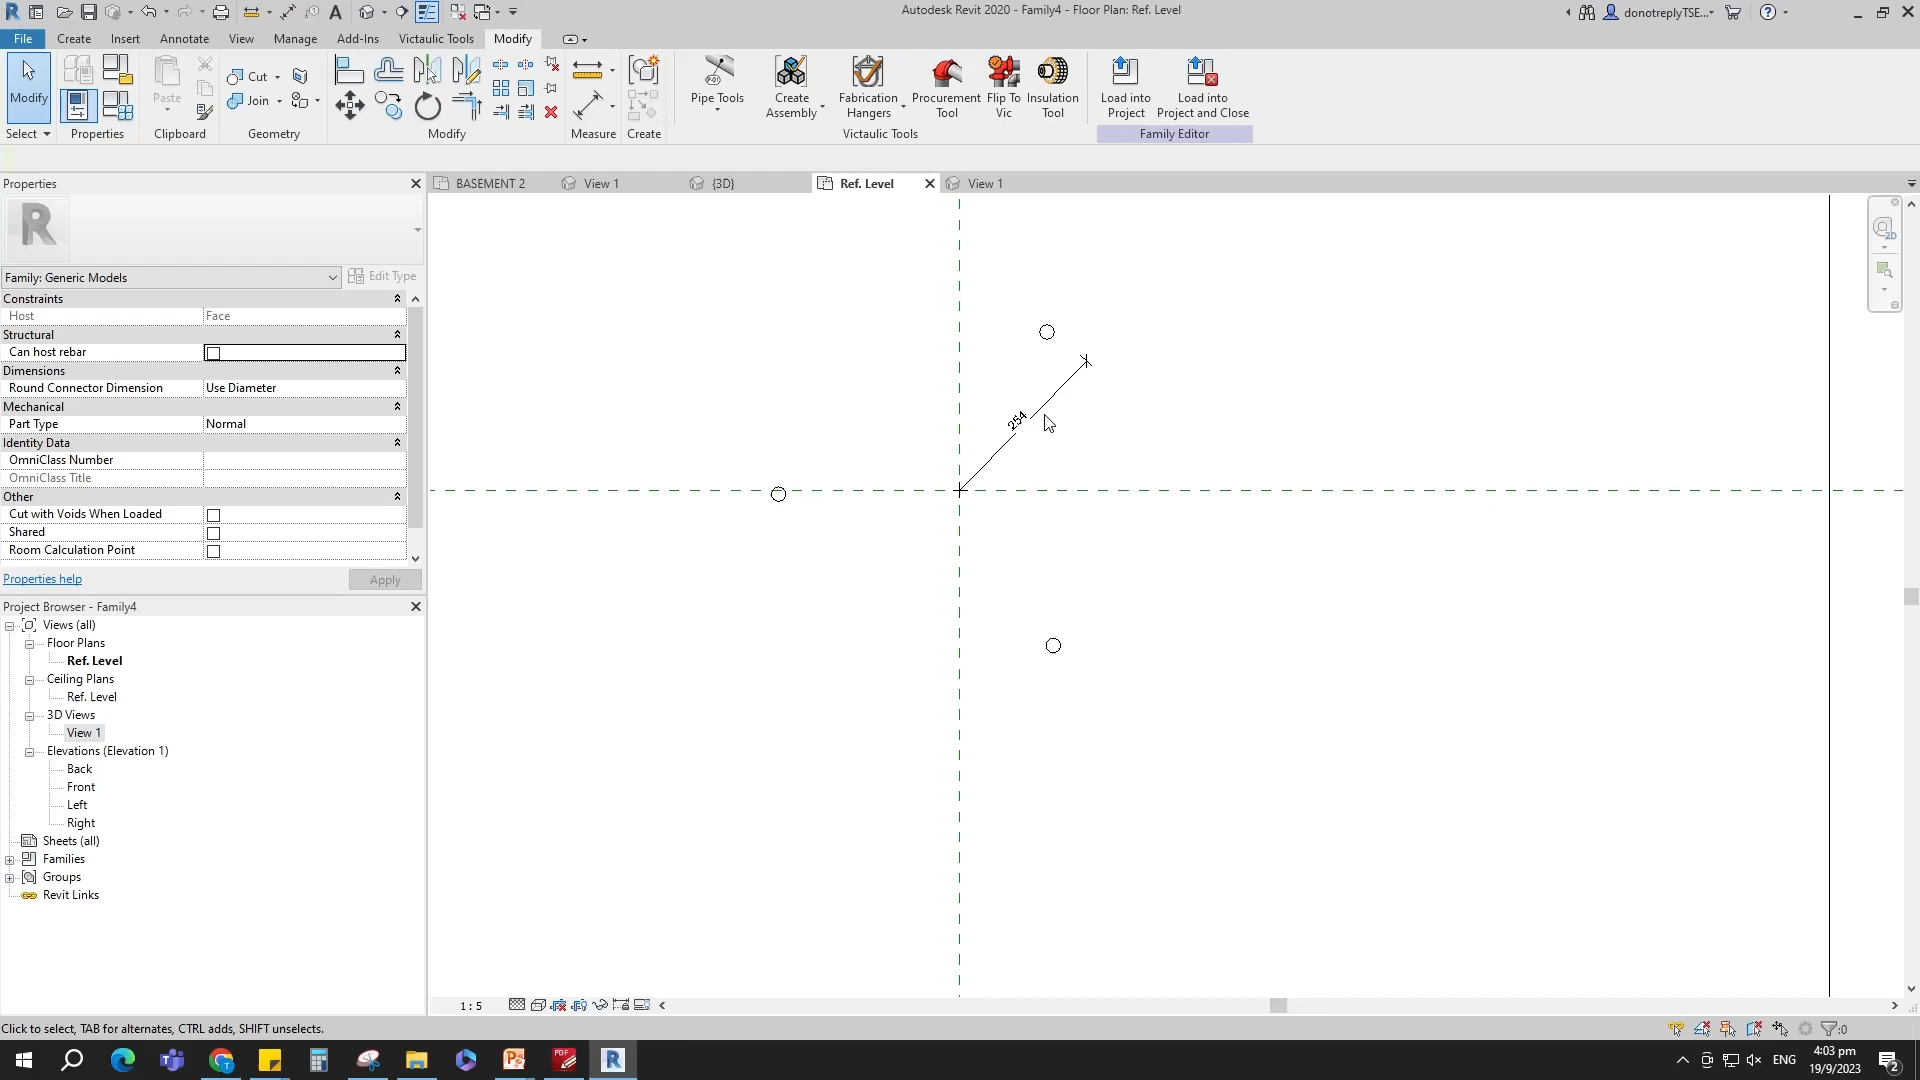 Autodesk Revit 2020 - Family4 - Floor Plan: Ref. Level
donotreplyTSE...
File Create Insert Annotate View Manage Add-Ins Victaulic Tools Modify
Modify
Paste
Cut
Join
Pipe Tools
Create Assembly
Fabrication Hangers
Procurement Tool
Flip To Vic
Insulation Tool
Load into Project
Load into Project and Close
Select Properties Clipboard Geometry Modify Measure Create Victaulic Tools Family Editor
Properties
BASEMENT 2 View 1 {3D} Ref. Level View 1
Family: Generic Models Edit Type
Constraints
Host Face
Structural
Can host rebar
Dimensions
Round Connector Dimension Use Diameter
Mechanical
Part Type Normal
Identity Data
OmniClass Number
OmniClass Title
Other
Cut with Voids When Loaded
Shared
Room Calculation Point
Properties help Apply
254
2D
Project Browser - Family4
Views (all)
Floor Plans
Ref. Level
Ceiling Plans
Ref. Level
3D Views
View 1
Elevations (Elevation 1)
Back
Front
Left
Right
Sheets (all)
Families
Groups
Revit Links
1 : 5
Click to select, TAB for alternates, CTRL adds, SHIFT unselects.
:0
ENG
4:03 pm
19/9/2023
2